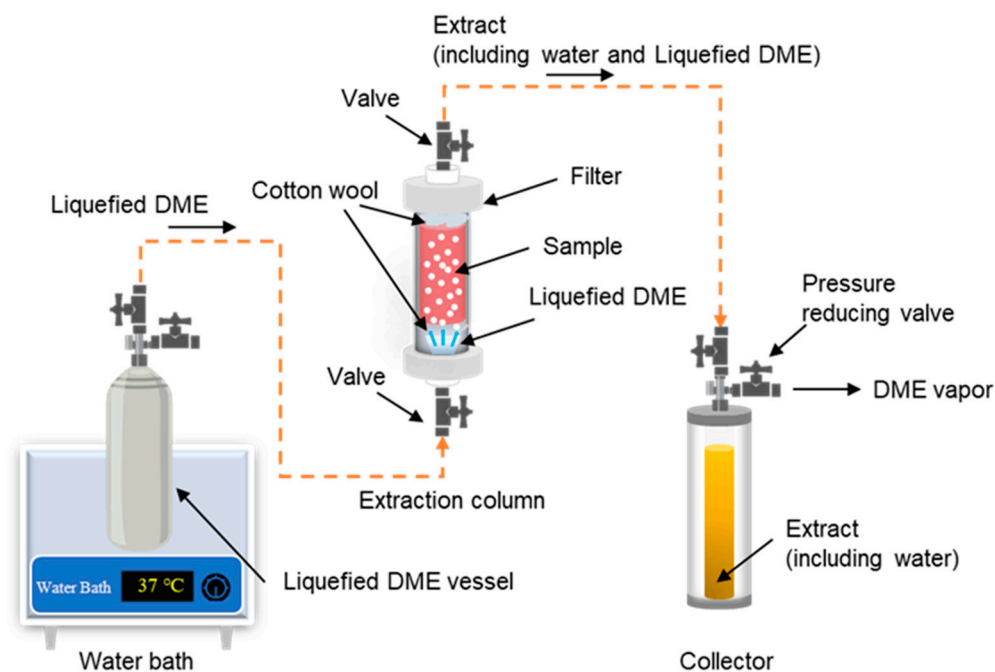 Extract
(including water and Liquefied DME)
Valve
Cotton wool
Filter
Liquefied DME
Sample
Liquefied DME
Pressure
reducing valve
Valve
DME vapor
Extraction column
Extract
(including water)
Water Bath
37 °C
Liquefied DME vessel
Water bath
Collector